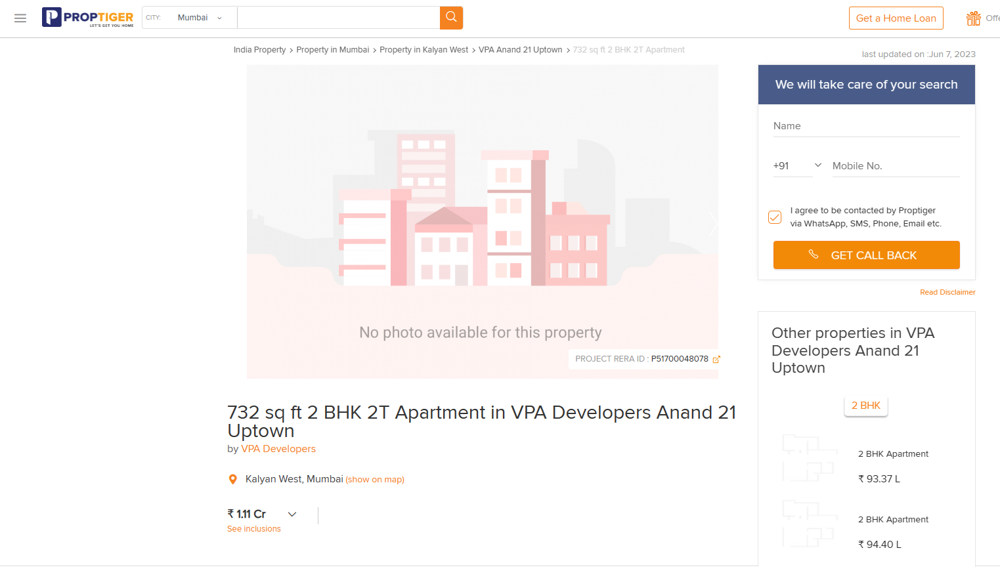 PROPTIGER
LET'S GET YOU HOME
CITY:
Mumbai
Get a Home Loan
Offe
India Property > Property in Mumbai > Property in Kalyan West > VPA Anand 21 Uptown > 732 sq ft 2 BHK 2T Apartment
last updated on :Jun 7, 2023
No photo available for this property
PROJECT RERA ID : P51700048078
732 sq ft 2 BHK 2T Apartment in VPA Developers Anand 21
Uptown
by VPA Developers
Kalyan West, Mumbai (show on map)
₹ 1.11 Cr
See inclusions
We will take care of your search
Name
+91
Mobile No.
I agree to be contacted by Proptiger
via WhatsApp, SMS, Phone, Email etc.
GET CALL BACK
Read Disclaimer
Other properties in VPA
Developers Anand 21
Uptown
2 BHK
2 BHK Apartment
₹ 93.37 L
2 BHK Apartment
₹ 94.40 L